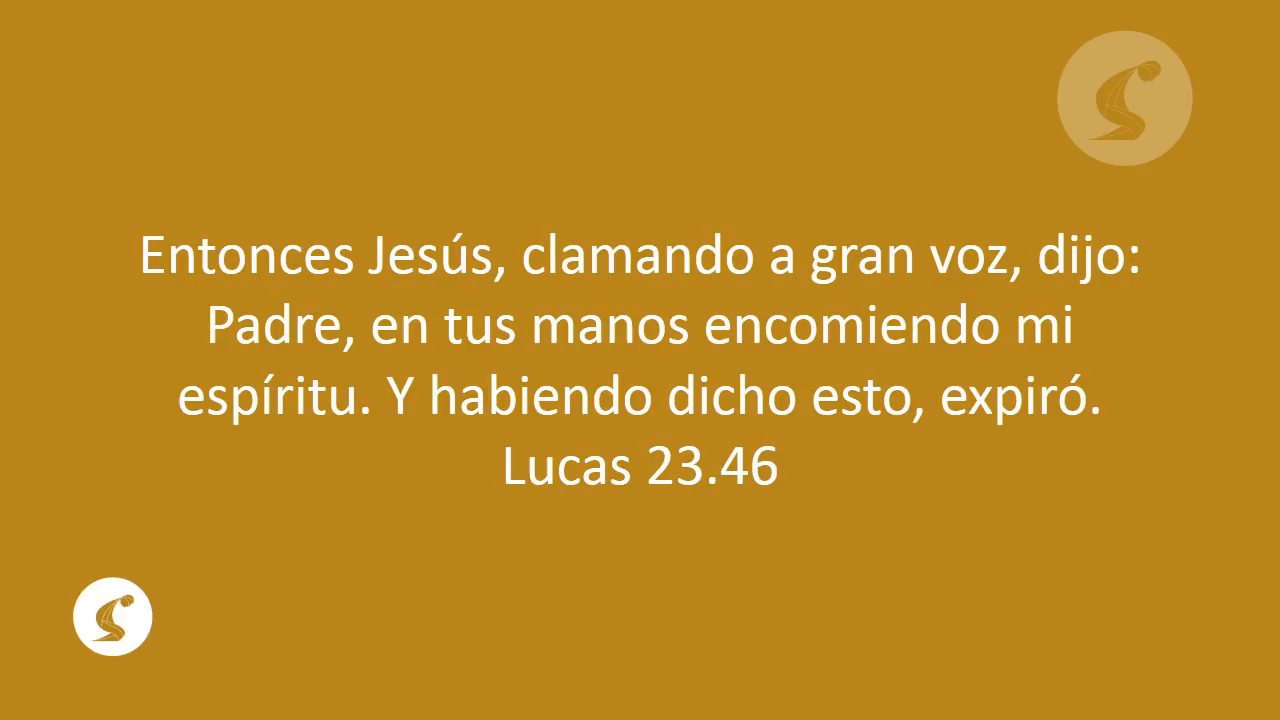 Entonces Jesús, clamando a gran voz, dijo:
Padre, en tus manos encomiendo mi
espíritu. Y habiendo dicho esto, expiró.
Lucas 23.46